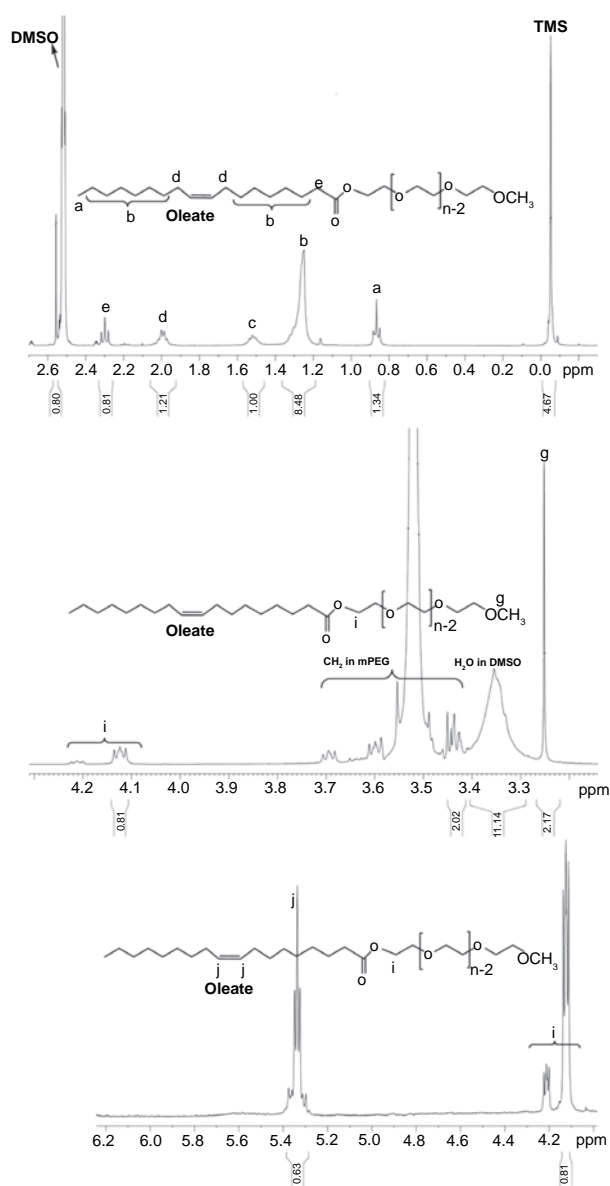 DMSO
TMS
d
d
e
O
O
O
OCH3
n-2
O
a
b
Oleate
b
b
a
e
d
c
2.6 2.4 2.2 2.0 1.8 1.6 1.4 1.2 1.0 0.8 0.6 0.4 0.2 0.0 ppm
0.80
0.81
1.21
1.00
8.48
1.34
4.67
g
O
O
O
g
OCH3
n-2
O
i
Oleate
CH2 in mPEG
H2O in DMSO
i
4.2 4.1 4.0 3.9 3.8 3.7 3.6 3.5 3.4 3.3 ppm
0.81
2.02
11.14
2.17
j
O
O
O
OCH3
n-2
O
i
j j
Oleate
i
6.2 6.0 5.8 5.6 5.4 5.2 5.0 4.8 4.6 4.4 4.2 ppm
0.63
0.81